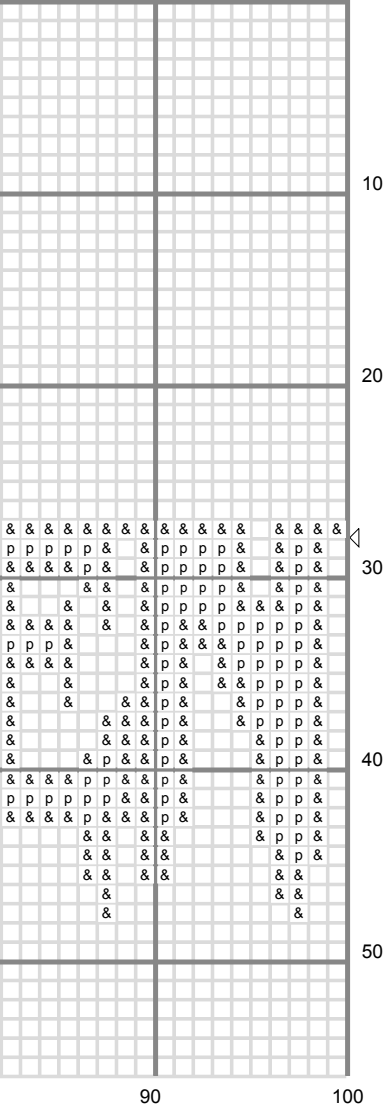 10
20
& & & & & & & & & & & & & & & & &
p p p p p & & p p p p & & p &
& & & & p & & p p p p & & p & 30
& & & & p p p p & & p &
& & & & p p p p & & & p &
& & & & & & p & & p p p p p &
p p p & & p & & p p p p p &
& & & & & p & & p p p p &
& & & p & & & p p p &
& & & & p & & p p p &
& & & & p & & p p p &
& & & & p & & p p &
& & p & & p & & p p & 40
& & & & p p & & p & & p p &
p p p p p p & & p & & p p &
& & & & p p & & p & & p p &
& & & & & p p &
& & & & & p &
& & & & & &
& & &
& &
50
90 100